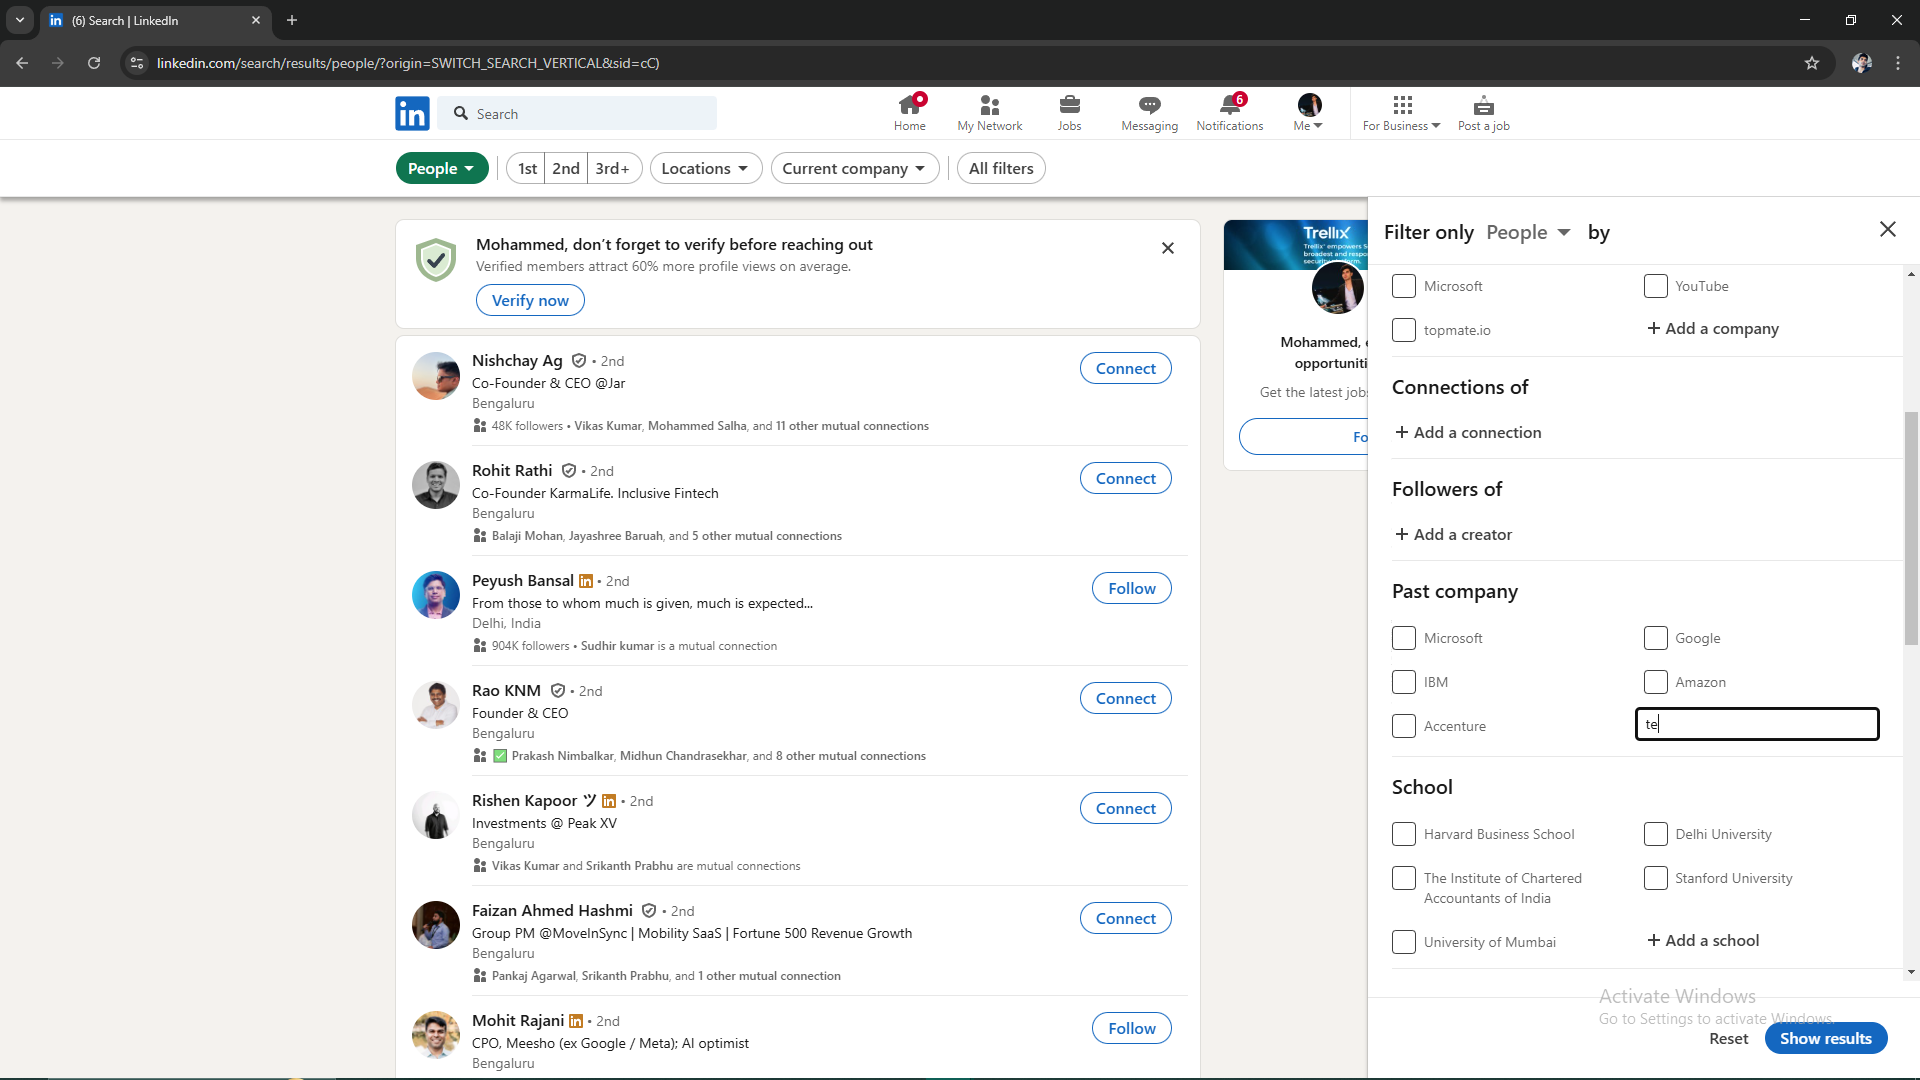 (6) Search | LinkedIn
linkedin.com/search/results/people/?origin=SWITCH_SEARCH_VERTICAL&sid=cC)
in
Search
Home
My Network
Jobs
Messaging
6
Notifications
Me
For Business
Post a job
People
1st
2nd
3rd+
Locations
Current company
All filters
Mohammed, don't forget to verify before reaching out
Verified members attract 60% more profile views on average.
Verify now
Nishchay Ag • 2nd
Co-Founder & CEO @Jar
Bengaluru
48K followers • Vikas Kumar, Mohammed Salha, and 11 other mutual connections
Connect
Rohit Rathi • 2nd
Co-Founder KarmaLife. Inclusive Fintech
Bengaluru
Balaji Mohan, Jayashree Baruah, and 5 other mutual connections
Connect
Peyush Bansal in • 2nd
From those to whom much is given, much is expected...
Delhi, India
904K followers • Sudhir kumar is a mutual connection
Follow
Rao KNM • 2nd
Founder & CEO
Bengaluru
✅ Prakash Nimbalkar, Midhun Chandrasekhar, and 8 other mutual connections
Connect
Rishen Kapoor ツ in • 2nd
Investments @ Peak XV
Bengaluru
Vikas Kumar and Srikanth Prabhu are mutual connections
Connect
Faizan Ahmed Hashmi • 2nd
Group PM @MoveInSync | Mobility SaaS | Fortune 500 Revenue Growth
Bengaluru
Pankaj Agarwal, Srikanth Prabhu, and 1 other mutual connection
Connect
Mohit Rajani in • 2nd
CPO, Meesho (ex Google / Meta); AI optimist
Bengaluru
Follow
Trellix
Trellix empowers S
broadest and respo
security
Mohammed, e
opportuniti
Get the latest jobs
Fo
Filter only People by
Microsoft
YouTube
topmate.io
+ Add a company
Connections of
+ Add a connection
Followers of
+ Add a creator
Past company
Microsoft
Google
IBM
Amazon
Accenture
te
School
Harvard Business School
Delhi University
The Institute of Chartered
Accountants of India
Stanford University
University of Mumbai
+ Add a school
Activate Windows
Go to Settings to activate Windows.
Reset
Show results